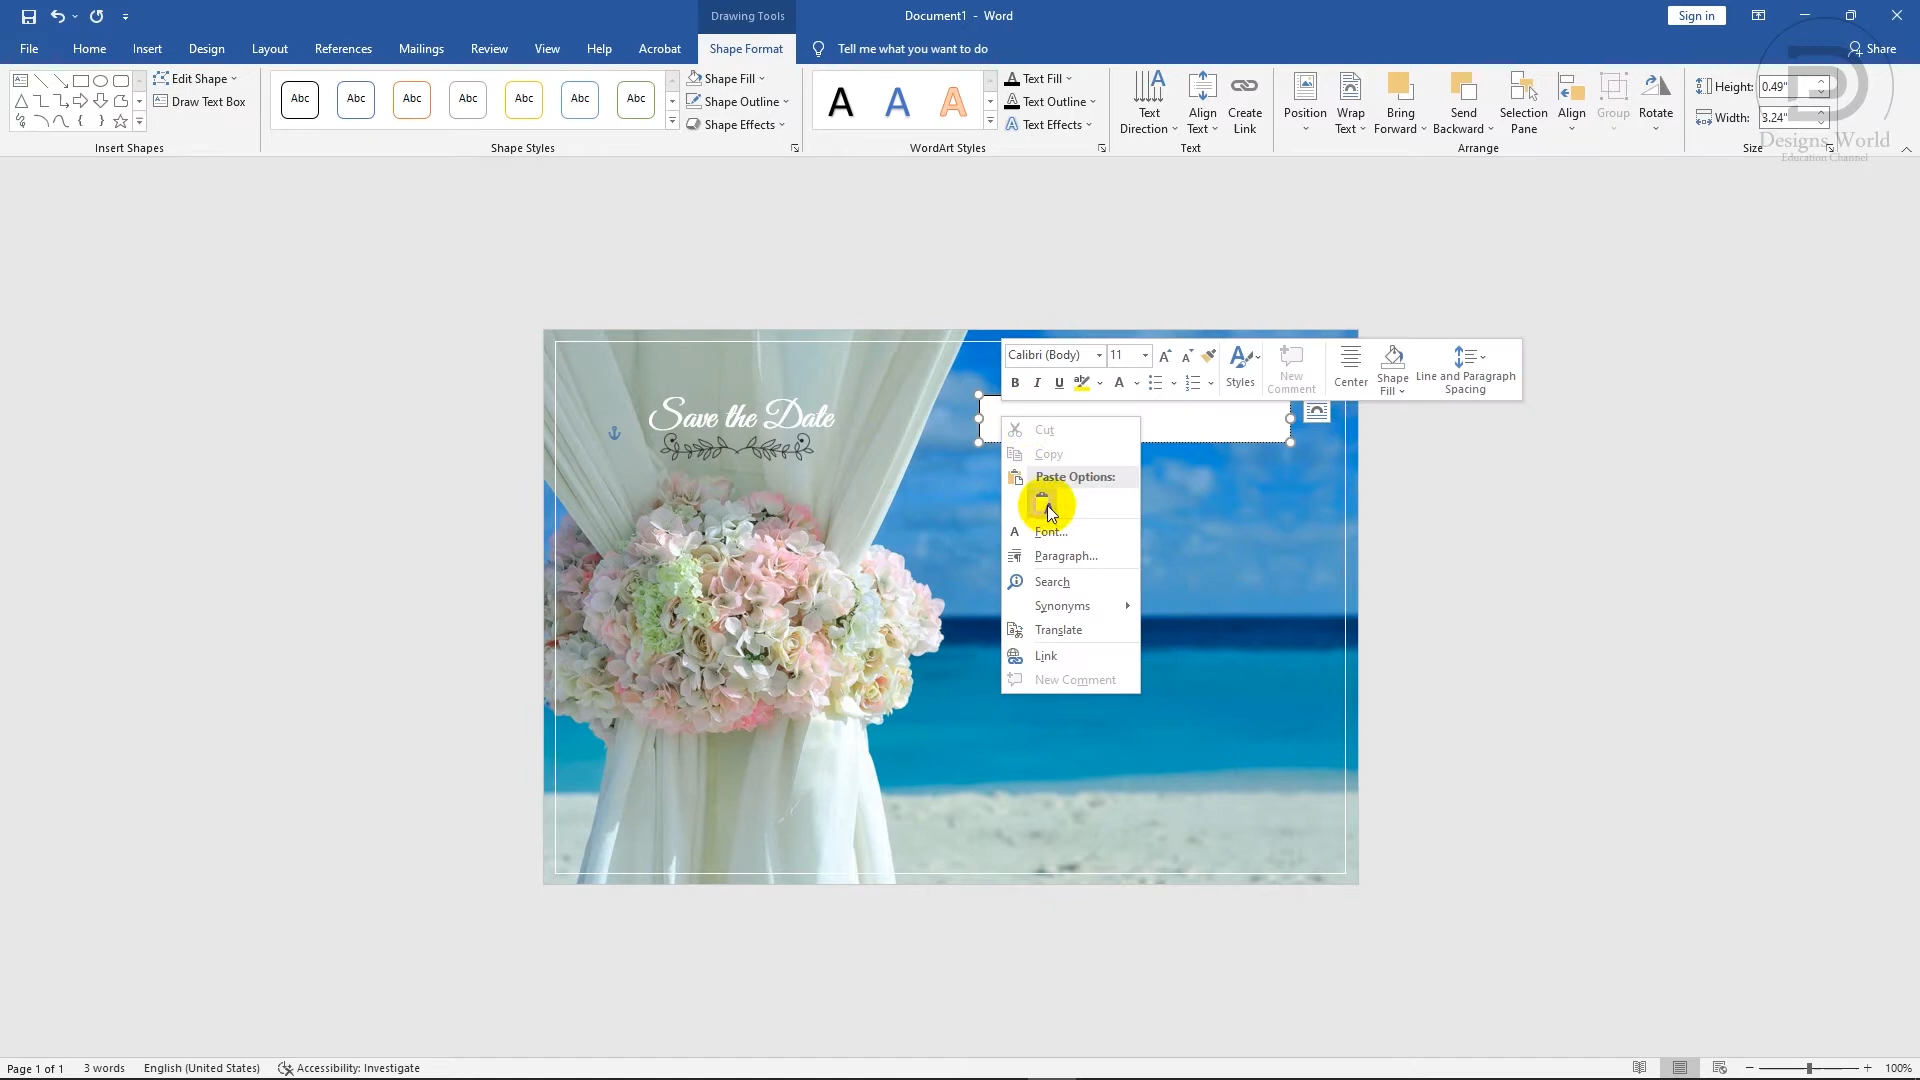 Drawing Tools
Document1 - Word
Sign in
File Home Insert Design Layout References Mailings Review View Help Acrobat Shape Format Tell me what you want to do Share
Edit Shape
Draw Text Box
Insert Shapes
Abc Abc Abc Abc Abc Abc Abc
Shape Fill
Shape Outline
Shape Effects
Shape Styles
A A A
Text Fill
Text Outline
Text Effects
WordArt Styles
Text Direction
Align Text
Create Link
Text
Position
Wrap Text
Bring Forward
Send Backward
Selection Pane
Align
Group
Rotate
Arrange
Height: 0.49"
Width: 3.24"
Size
Designs World
Education Channel
Save the Date
Calibri (Body) 11
B I U
Styles
New Comment
Center
Shape Fill
Line and Paragraph Spacing
Cut
Copy
Paste Options:
Font...
Paragraph...
Search
Synonyms
Translate
Link
New Comment
Page 1 of 1 3 words English (United States) Accessibility: Investigate 100%